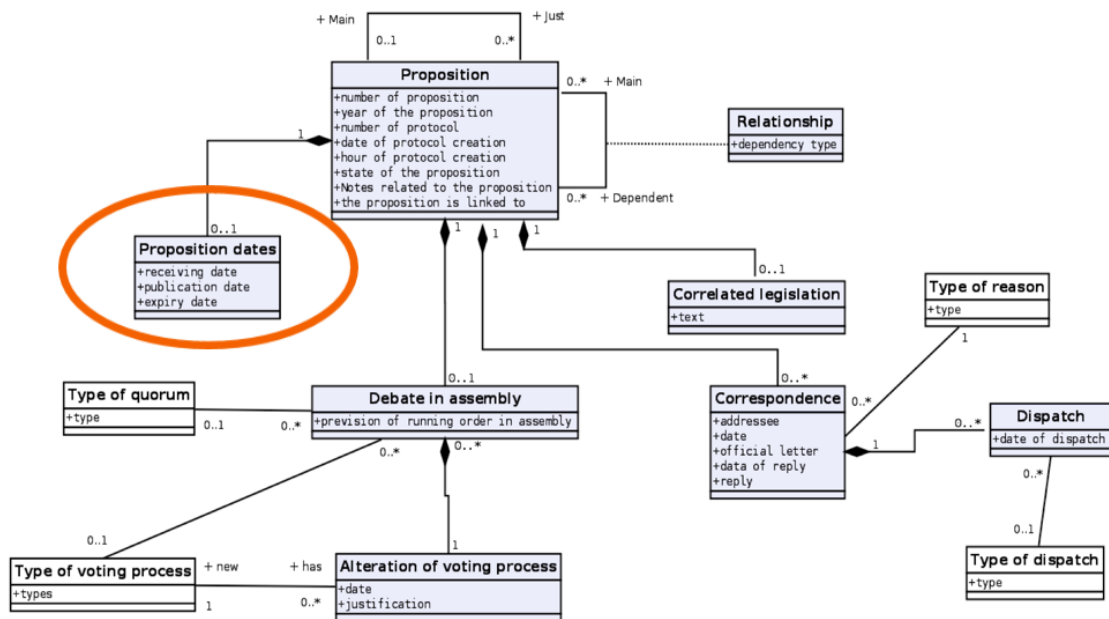 + Main
+ Just
0..1
0..*
Proposition
+number of proposition
+year of the proposition
+number of protocol
+date of protocol creation
+hour of protocol creation
+state of the proposition
+Notes related to the proposition
+the proposition is linked to
0..*
+ Main
0..*
+ Dependent
Relationship
+dependency type
1
0..1
Proposition dates
+receiving date
+publication date
+expiry date
1
1
1
0..1
Correlated legislation
+text
Type of reason
+type
1
0..*
0..1
0..*
Type of quorum
+type
0..1
0..*
Debate in assembly
+prevision of running order in assembly
Correspondence
+addressee
+date
+official letter
+data of reply
+reply
1
0..*
Dispatch
+date of dispatch
0..*
0..1
Type of dispatch
+type
0..*
0..*
0..1
1
Type of voting process
+types
+ new
+ has
1
0..*
Alteration of voting process
+date
+justification